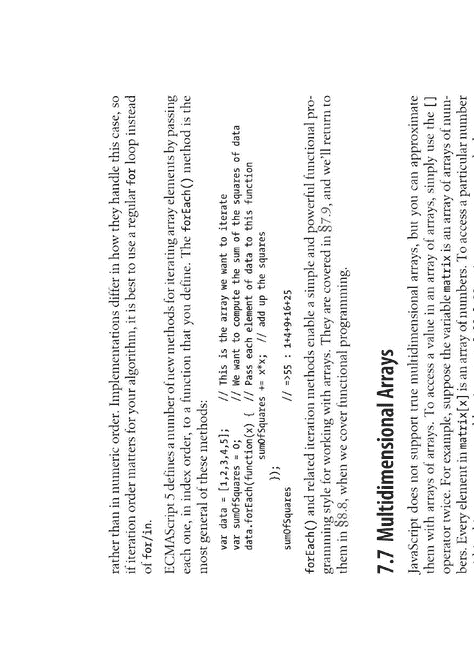 rather than in numeric order. Implementations differ in how they handle this case, so
if iteration order matters for your algorithm, it is best to use a regular for loop instead
of for/in.
ECMAScript 5 defines a number of new methods for iterating array elements by passing
each one, in index order, to a function that you define. The forEach() method is the
most general of these methods:
var data = [1,2,3,4,5]; // This is the array we want to iterate
var sumOfSquares = 0; // We want to compute the sum of the squares of data
data.forEach(function(x) { // Pass each element of data to this function
sumOfSquares += x*x; // add up the squares
});
sumOfSquares // =>55 : 1+4+9+16+25
forEach() and related iteration methods enable a simple and powerful functional pro-
gramming style for working with arrays. They are covered in §7.9, and we'll return to
them in §8.8, when we cover functional programming.
7.7 Multidimensional Arrays
JavaScript does not support true multidimensional arrays, but you can approximate
them with arrays of arrays. To access a value in an array of arrays, simply use the []
operator twice. For example, suppose the variable matrix is an array of arrays of num-
bers. Every element in matrix[x] is an array of numbers. To access a particular number